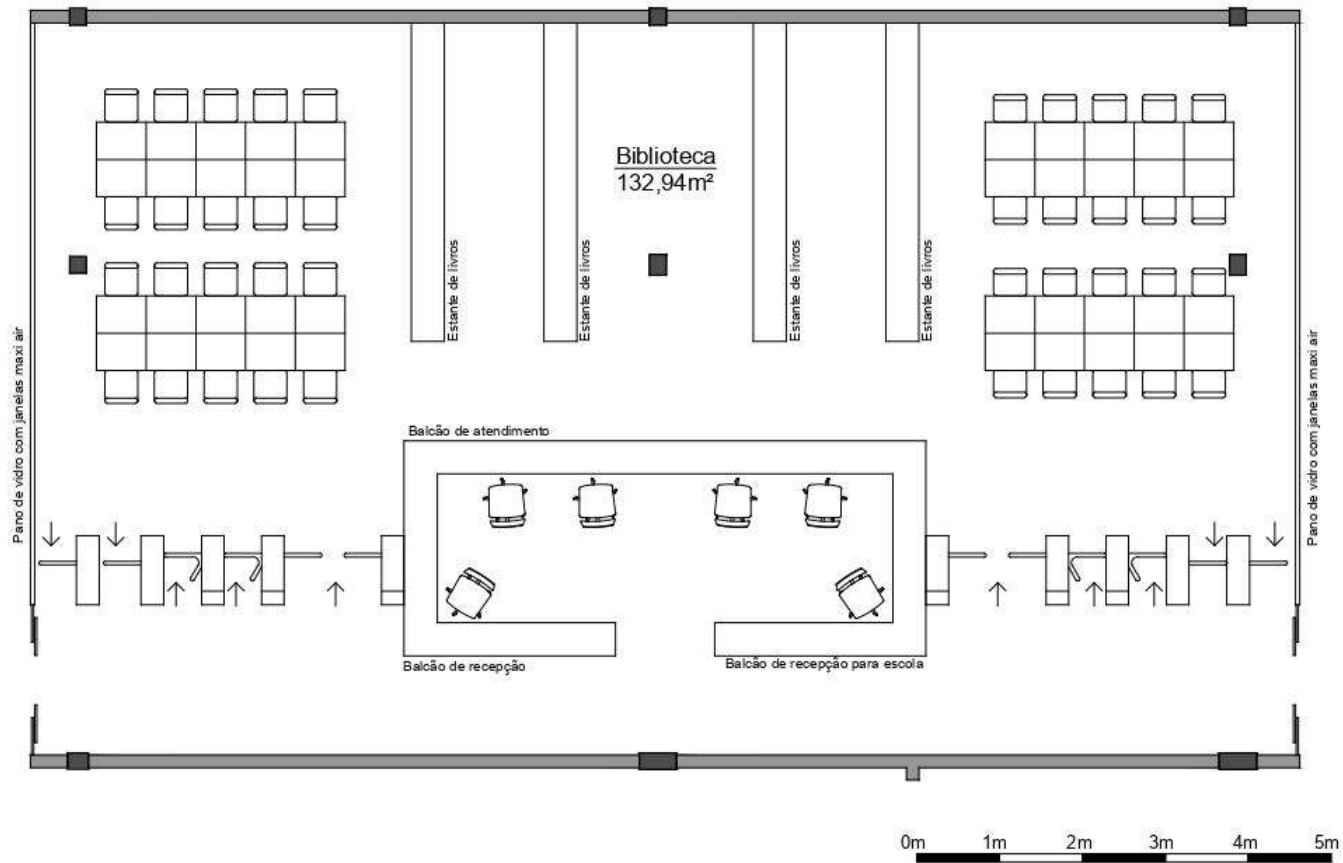 Biblioteca
132,94m²
Estante de livros
Estante de livros
Estante de livros
Estante de livros
Pano de vidro com janelas maxi air
Pano de vidro com janelas maxi air
Balcão de atendimento
Balcão de recepção
Balcão de recepção para escola
0m 1m 2m 3m 4m 5m